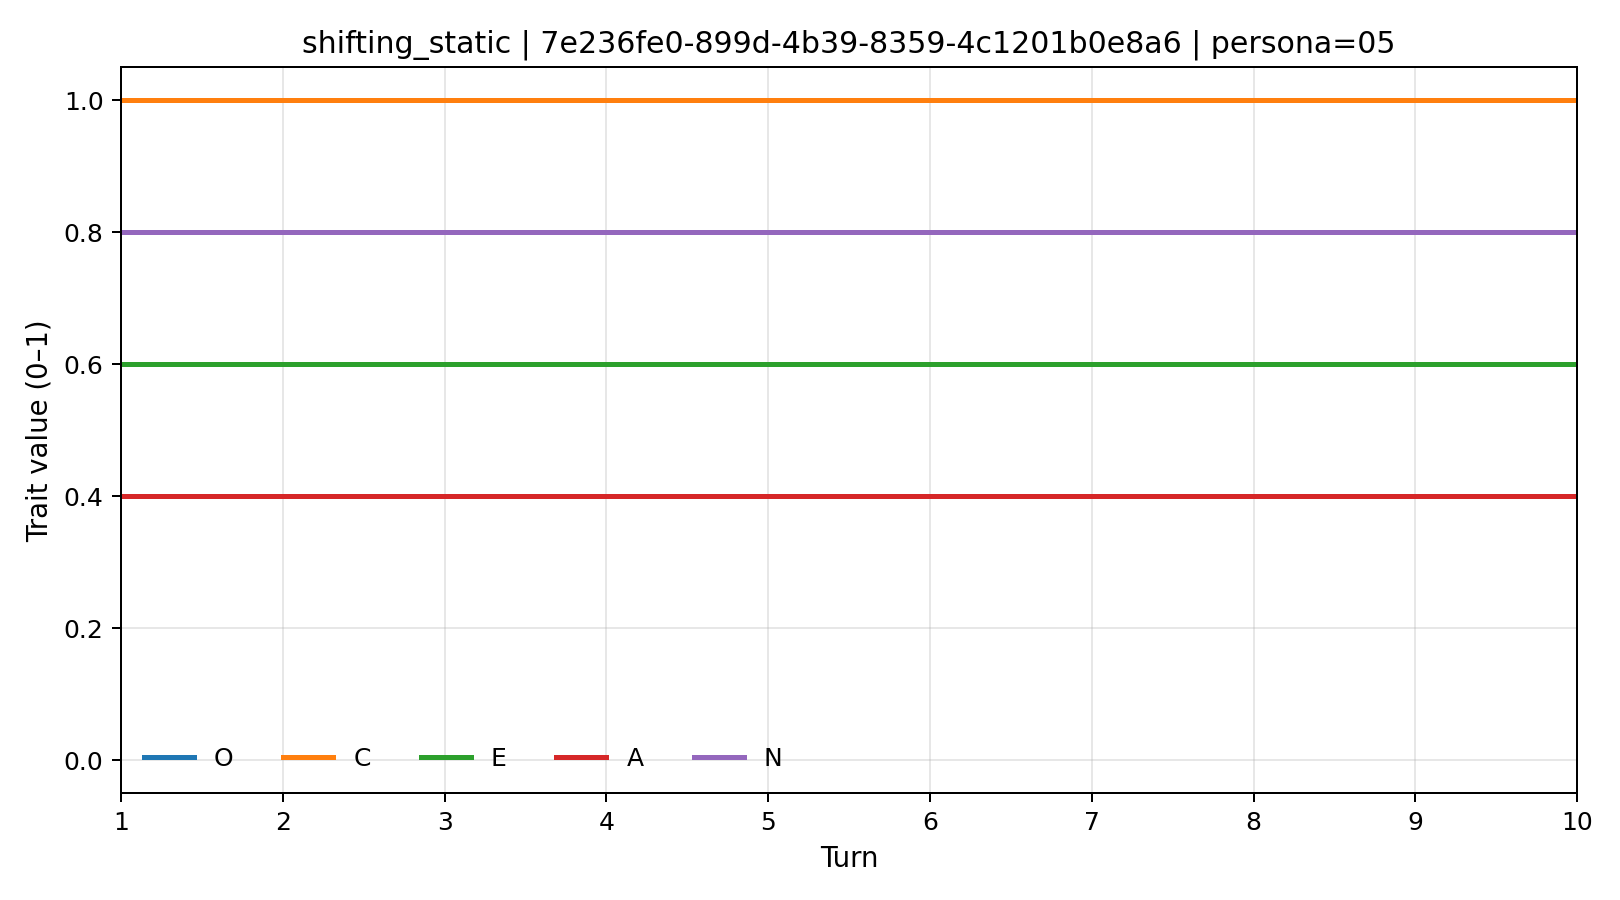 shifting_static | 7e236fe0-899d-4b39-8359-4c1201b0e8a6 | persona=05
Trait value (0–1)
1.0
0.8
0.6
0.4
0.2
0.0
O C E A N
1 2 3 4 5 6 7 8 9 10
Turn